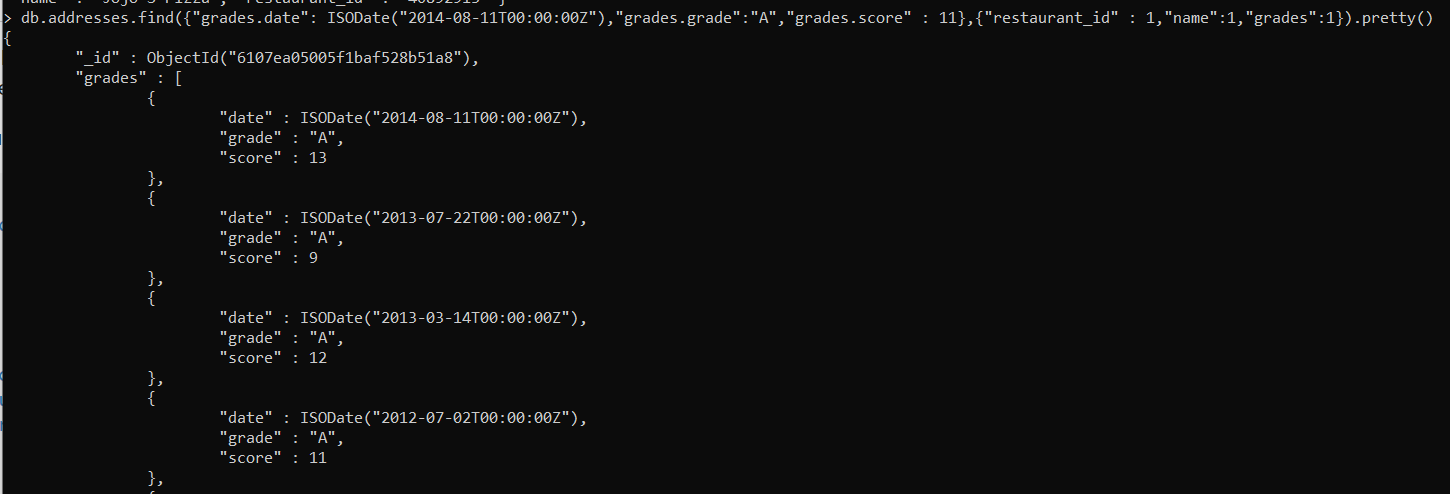 > db.addresses.find({"grades.date": ISODate("2014-08-11T00:00:00Z"),"grades.grade":"A","grades.score" : 11},{"restaurant_id" : 1,"name":1,"grades":1}).pretty()
{
"_id" : ObjectId("6107ea05005f1baf528b51a8"),
"grades" : [
{
"date" : ISODate("2014-08-11T00:00:00Z"),
"grade" : "A",
"score" : 13
},
{
"date" : ISODate("2013-07-22T00:00:00Z"),
"grade" : "A",
"score" : 9
},
{
"date" : ISODate("2013-03-14T00:00:00Z"),
"grade" : "A",
"score" : 12
},
{
"date" : ISODate("2012-07-02T00:00:00Z"),
"grade" : "A",
"score" : 11
},